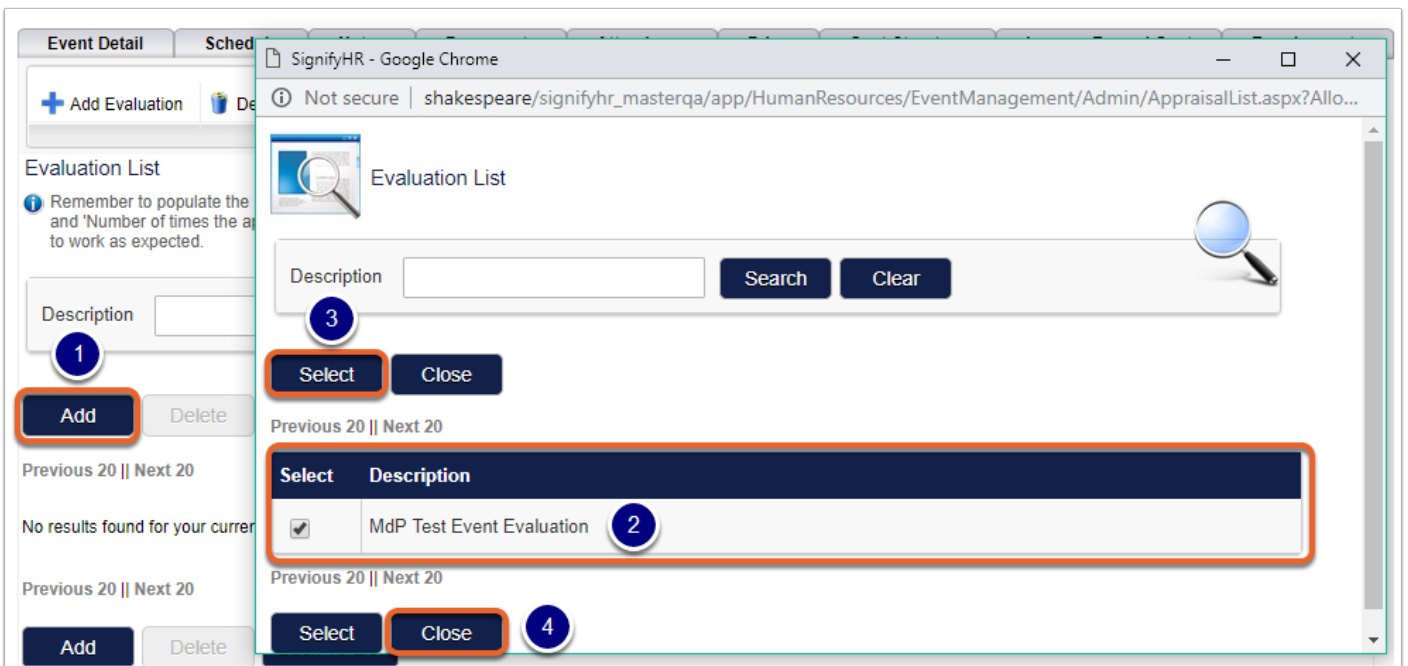 Event Detail
SignifyHR - Google Chrome
Not secure | shakespeare/signifyhr_masterqa/app/HumanResources/EventManagement/Admin/AppraisalList.aspx?Allo...
Add Evaluation
Evaluation List
Remember to populate the
and 'Number of times the
to work as expected.
Description
1
Add Delete
Previous 20 || Next 20
No results found for your
Previous 20 || Next 20
Add Delete
Evaluation List
Description Search Clear
3
Select Close
Previous 20 || Next 20
Select Description
MdP Test Event Evaluation 2
Previous 20 || Next 20
Select Close 4